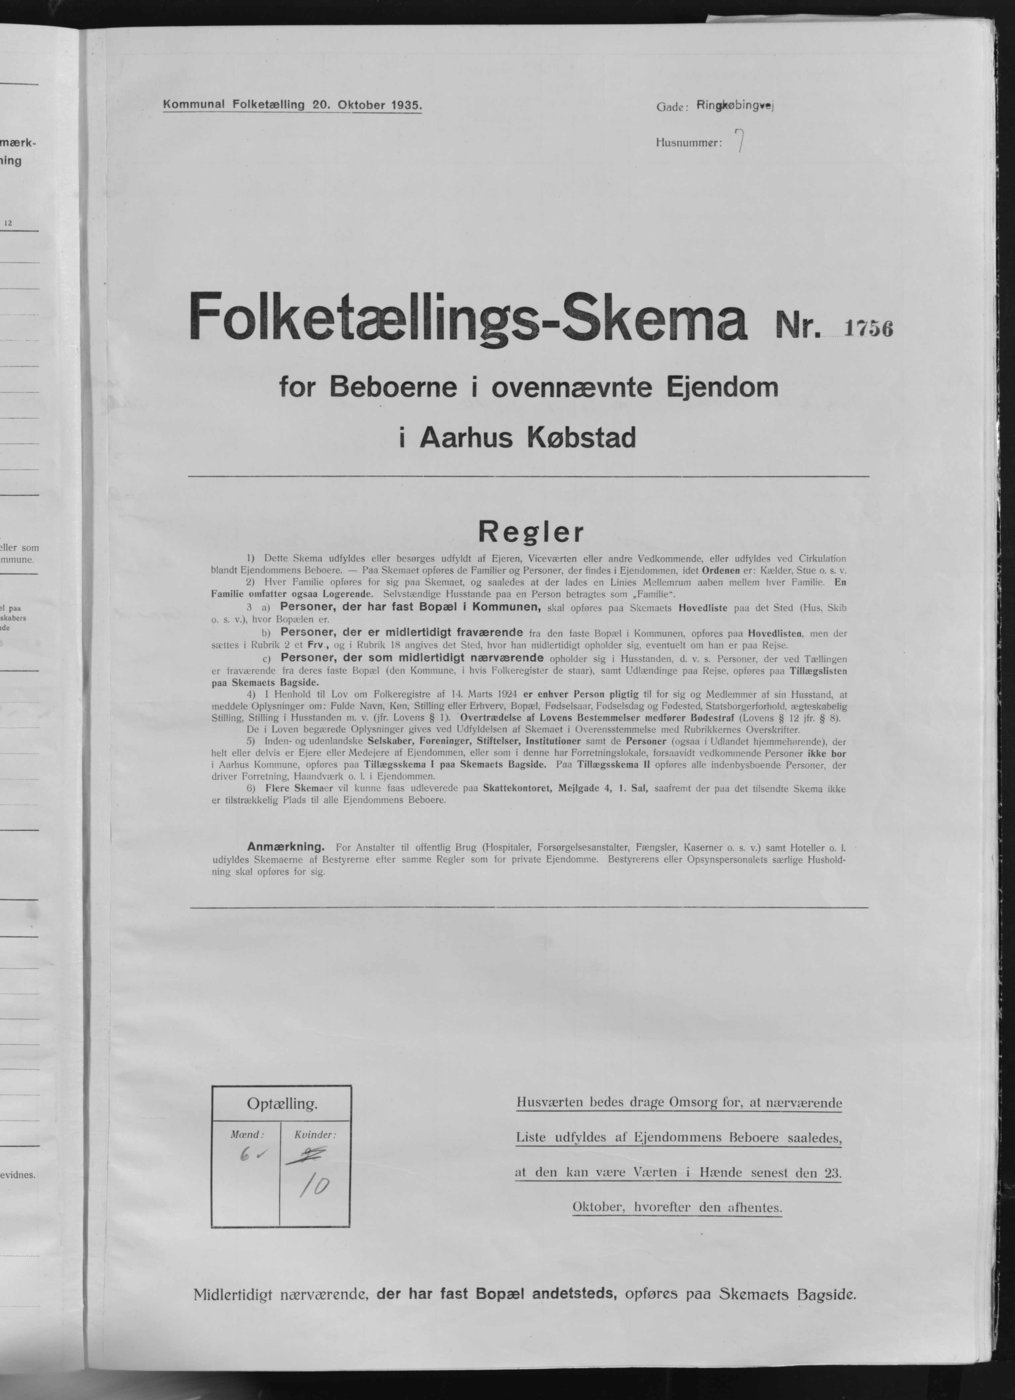 Kommunal Folketælling 20. Oktober 1935.
Gade: Ringkøbingvej
Husnummer: 7
mærk-
ning
12
Folketællings-Skema Nr. 1756
for Beboerne i ovennævnte Ejendom
i Aarhus Købstad
Regler
eller som
mmune.
1) Dette Skema udfyldes eller besørges udfyldt af Ejeren, Viceværten eller andre Vedkommende, eller udfyldes ved Cirkulation
blandt Ejendommens Beboere. — Paa Skemaet opføres de Familier og Personer, der findes i Ejendommen, idet Ordenen er: Kælder, Stue o. s. v.
2) Hver Familie opføres for sig paa Skemaet, og saaledes at der lades en Linies Mellemrum aaben mellem hver Familie. En
Familie omfatter ogsaa Logerende. Selvstændige Husstande paa en Person betragtes som „Familie".
3 a) Personer, der har fast Bopæl i Kommunen, skal opføres paa Skemaets Hovedliste paa det Sted (Hus, Skib
o. s. v.), hvor Bopælen er.
b) Personer, der er midlertidigt fraværende fra den faste Bopæl i Kommunen, opføres paa Hovedlisten, men der
sættes i Rubrik 2 et Frv., og i Rubrik 18 angives det Sted, hvor han midlertidigt opholder sig, eventuelt om han er paa Rejse.
c) Personer, der som midlertidigt nærværende opholder sig i Husstanden, d. v. s. Personer, der ved Tællingen
er fraværende fra deres faste Bopæl (den Kommune, i hvis Folkeregister de staar), samt Udlændinge paa Rejse, opføres paa Tillægslisten
paa Skemaets Bagside.
4) I Henhold til Lov om Folkeregistre af 14. Marts 1924 er enhver Person pligtig til for sig og Medlemmer af sin Husstand, at
meddele Oplysninger om: Fulde Navn, Køn, Stilling eller Erhverv, Bopæl, Fødselsaar, Fødselsdag og Fødested, Statsborgerforhold, ægteskabelig
Stilling, Stilling i Husstanden m. v. (jfr. Lovens § 1). Overtrædelse af Lovens Bestemmelser medfører Bødestraf (Lovens § 12 jfr. § 8).
De i Loven begærede Oplysninger gives ved Udfyldelsen af Skemaet i Overensstemmelse med Rubrikkernes Overskrifter.
5) Inden- og udenlandske Selskaber, Foreninger, Stiftelser, Institutioner samt de Personer (ogsaa i Udlandet hjemmehørende), der
helt eller delvis er Ejere eller Medejere af Ejendommen, eller som i denne har Forretningslokale, forsaavidt vedkommende Personer ikke bor
i Aarhus Kommune, opføres paa Tillægsskema I paa Skemaets Bagside. Paa Tillægsskema II opføres alle indenbysboende Personer, der
driver Forretning, Haandværk o. l. i Ejendommen.
6) Flere Skemaer vil kunne faas udleverede paa Skattekontoret, Mejlgade 4, 1. Sal, saafremt der paa det tilsendte Skema ikke
er tilstrækkelig Plads til alle Ejendommens Beboere.
Anmærkning. For Anstalter til offentlig Brug (Hospitaler, Forsørgelsesanstalter, Fængsler, Kaserner o. s. v.) samt Hoteller o. l.
udfyldes Skemaerne af Bestyrerne efter samme Regler som for private Ejendomme. Bestyrerens eller Opsynspersonalets særlige Hushold-
ning skal opføres for sig.
el paa
skabers
Optælling.
Mænd: Kvinder:
6 ✓
10
evidnes.
Husværten bedes drage Omsorg for, at nærværende
Liste udfyldes af Ejendommens Beboere saaledes,
at den kan være Værten i Hænde senest den 23.
Oktober, hvorefter den afhentes.
Midlertidigt nærværende, der har fast Bopæl andetsteds, opføres paa Skemaets Bagside.